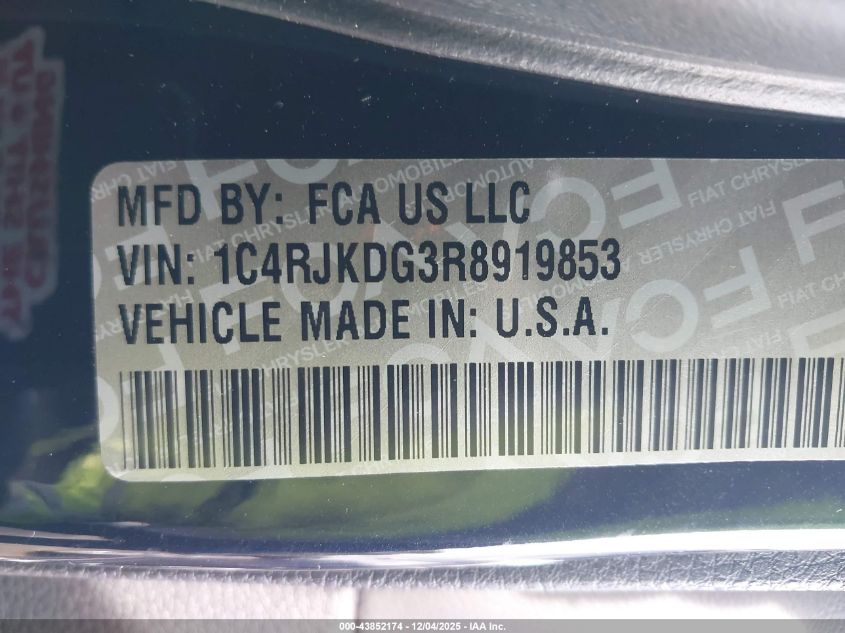 MFD BY: FCA US LLC
VIN: 1C4RJKDG3R8919853
VEHICLE MADE IN: U.S.A.
000-43852174 | 12/04/2025 | IAA Inc.